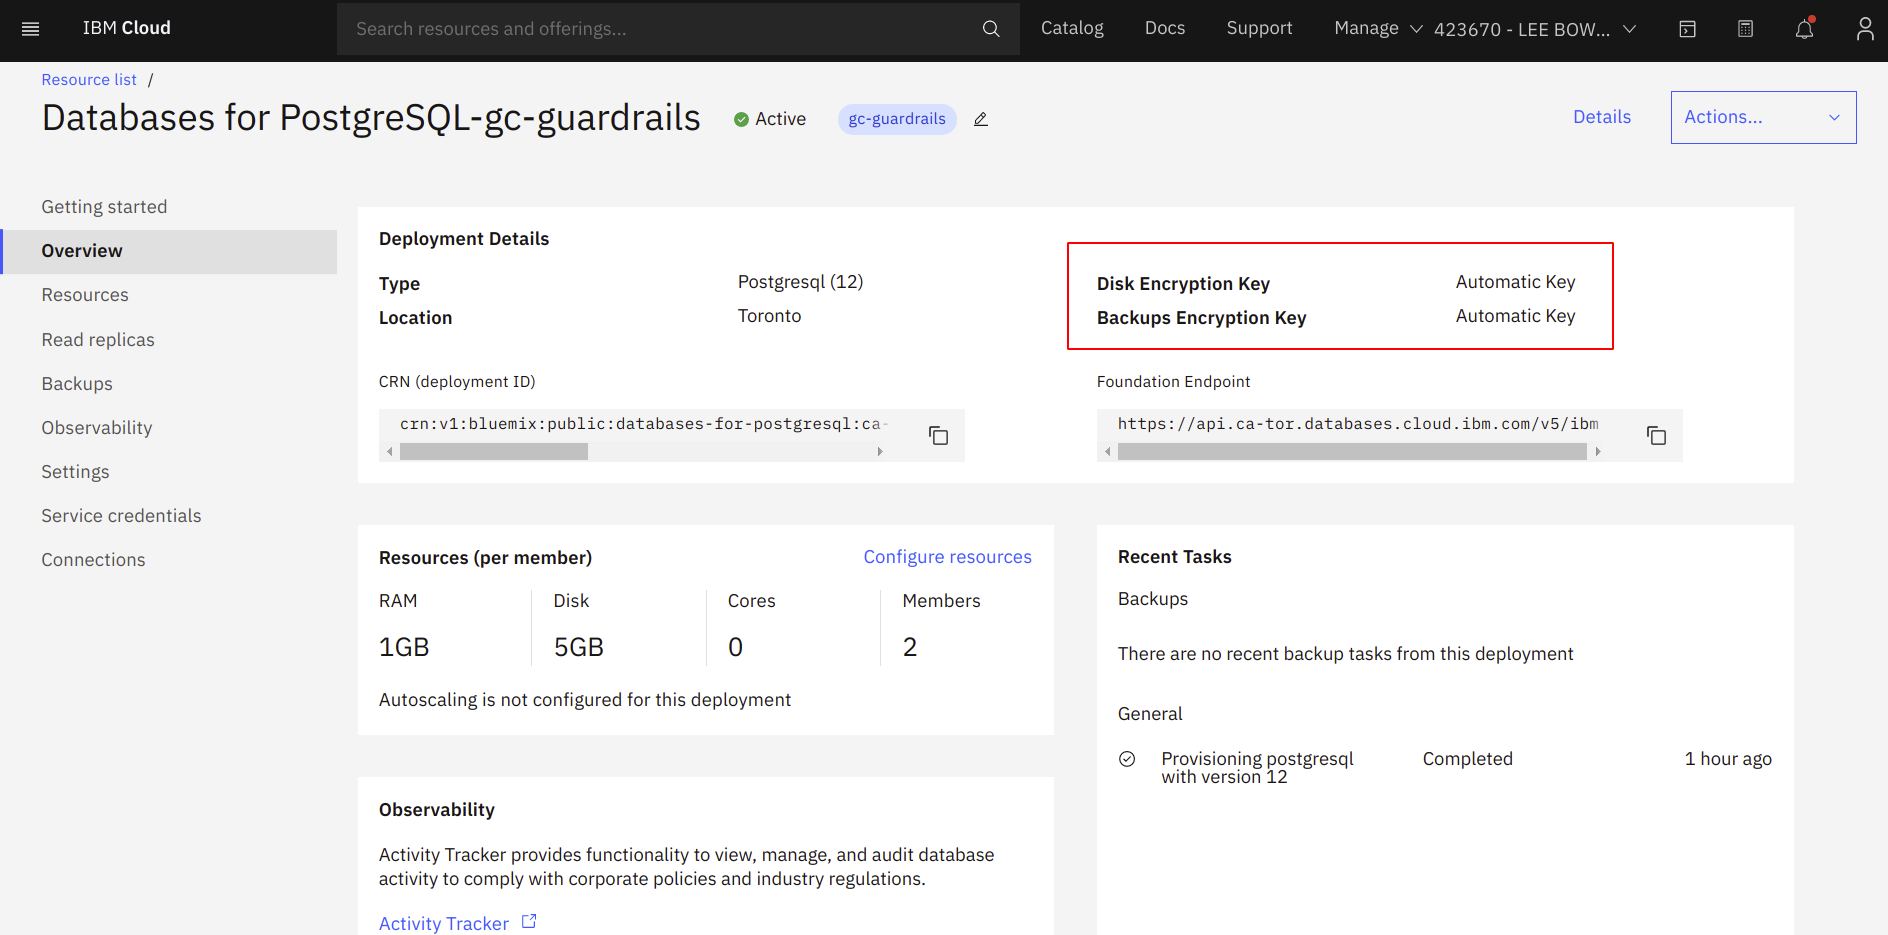 IBM Cloud
Search resources and offerings...
Catalog
Docs
Support
Manage
423670 - LEE BOW...
Resource list /
Databases for PostgreSQL-gc-guardrails
Active
gc-guardrails
Details
Actions...
Getting started
Overview
Resources
Read replicas
Backups
Observability
Settings
Service credentials
Connections
Deployment Details
Type Postgresql (12)
Location Toronto
Disk Encryption Key Automatic Key
Backups Encryption Key Automatic Key
CRN (deployment ID)
crn:v1:bluemix:public:databases-for-postgresql:ca-
Foundation Endpoint
https://api.ca-tor.databases.cloud.ibm.com/v5/ibm
Resources (per member)
Configure resources
RAM Disk Cores Members
1GB 5GB 0 2
Autoscaling is not configured for this deployment
Recent Tasks
Backups
There are no recent backup tasks from this deployment
General
Provisioning postgresql Completed 1 hour ago
with version 12
Observability
Activity Tracker provides functionality to view, manage, and audit database
activity to comply with corporate policies and industry regulations.
Activity Tracker